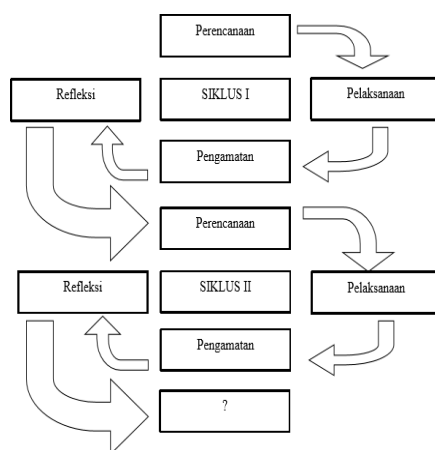 Perencanaan
Refleksi
SIKLUS I
Pelaksanaan
Pengamatan
Perencanaan
Refleksi
SIKLUS II
Pelaksanaan
Pengamatan
?